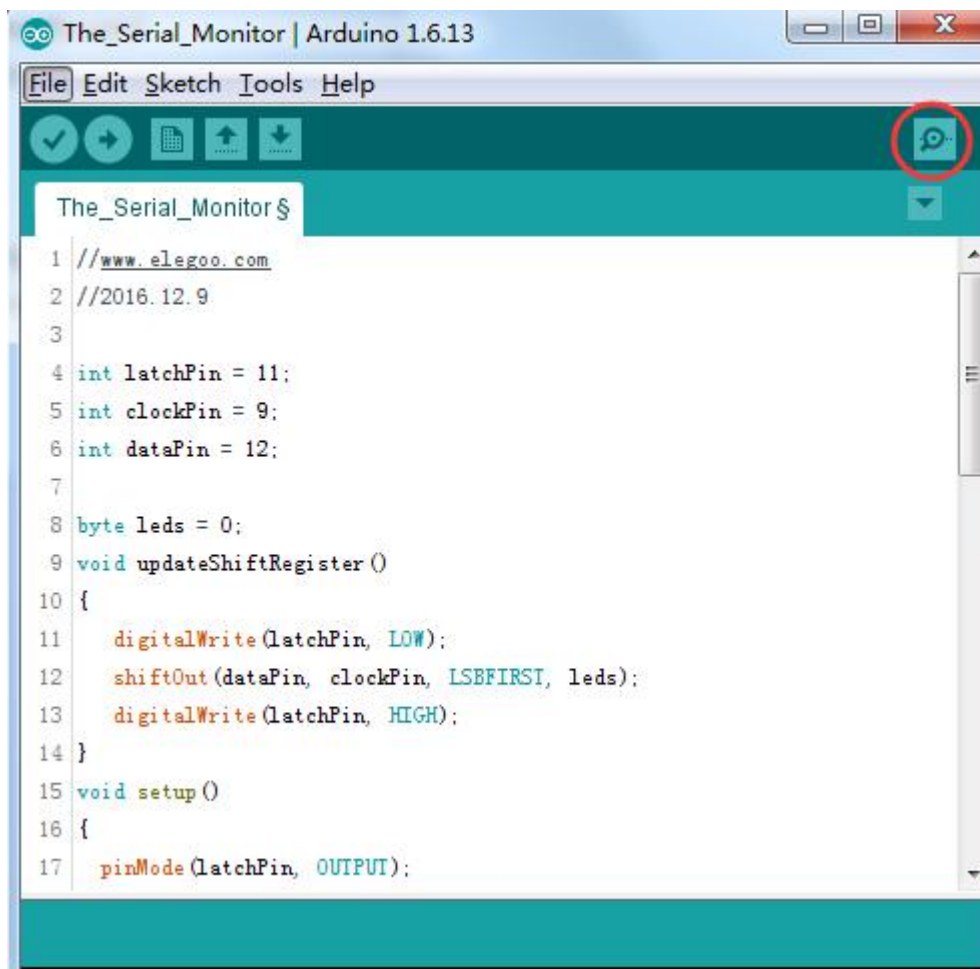 The_Serial_Monitor | Arduino 1.6.13
File Edit Sketch Tools Help
The_Serial_Monitor §
1 //www.elegoo.com
2 //2016.12.9
3
4 int latchPin = 11;
5 int clockPin = 9;
6 int dataPin = 12;
7
8 byte leds = 0;
9 void updateShiftRegister()
10 {
11 digitalWrite(latchPin, LOW);
12 shiftOut(dataPin, clockPin, LSBFIRST, leds);
13 digitalWrite(latchPin, HIGH);
14 }
15 void setup()
16 {
17 pinMode(latchPin, OUTPUT);